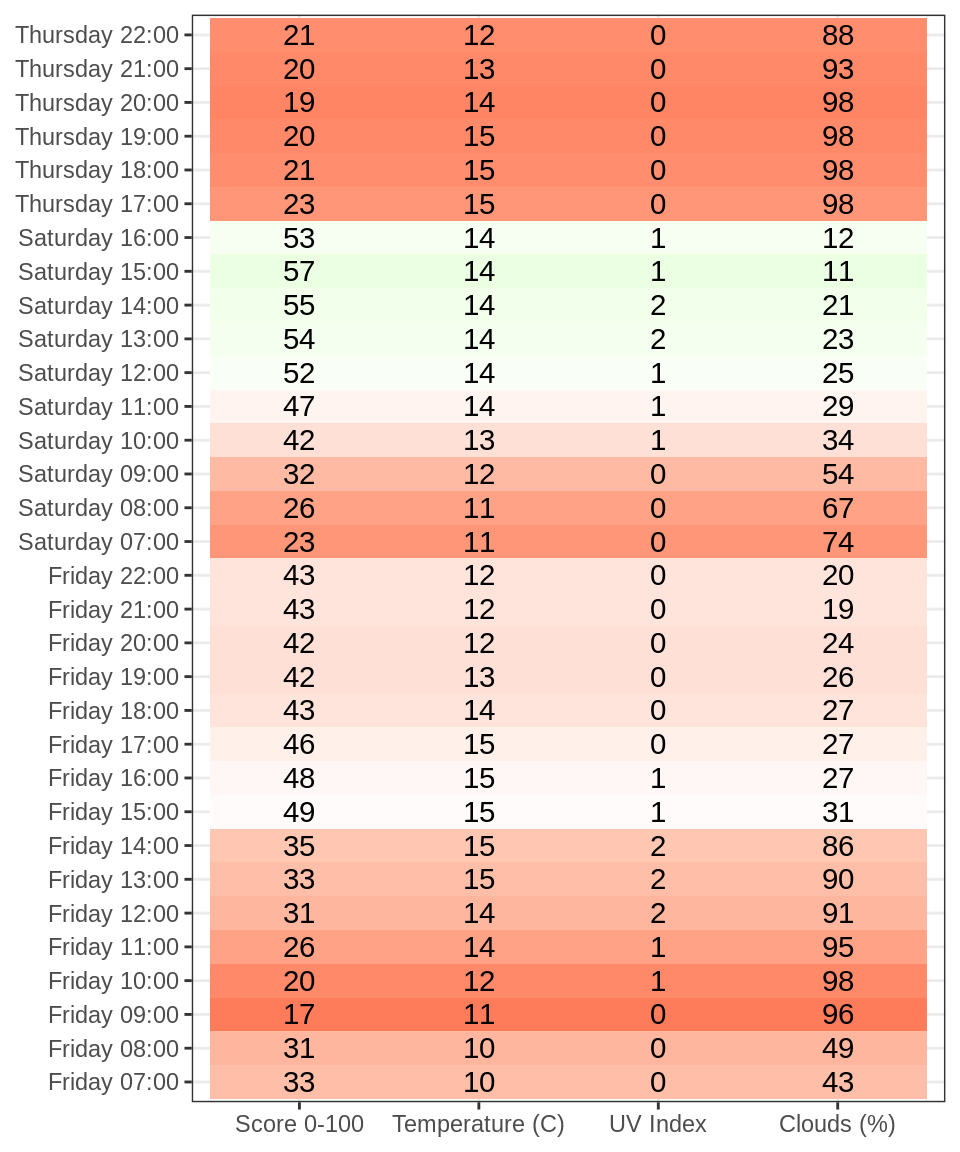 Thursday 22:00 21 12 0 88
Thursday 21:00 20 13 0 93
Thursday 20:00 19 14 0 98
Thursday 19:00 20 15 0 98
Thursday 18:00 21 15 0 98
Thursday 17:00 23 15 0 98
Saturday 16:00 53 14 1 12
Saturday 15:00 57 14 1 11
Saturday 14:00 55 14 2 21
Saturday 13:00 54 14 2 23
Saturday 12:00 52 14 1 25
Saturday 11:00 47 14 1 29
Saturday 10:00 42 13 1 34
Saturday 09:00 32 12 0 54
Saturday 08:00 26 11 0 67
Saturday 07:00 23 11 0 74
Friday 22:00 43 12 0 20
Friday 21:00 43 12 0 19
Friday 20:00 42 12 0 24
Friday 19:00 42 13 0 26
Friday 18:00 43 14 0 27
Friday 17:00 46 15 0 27
Friday 16:00 48 15 1 27
Friday 15:00 49 15 1 31
Friday 14:00 35 15 2 86
Friday 13:00 33 15 2 90
Friday 12:00 31 14 2 91
Friday 11:00 26 14 1 95
Friday 10:00 20 12 1 98
Friday 09:00 17 11 0 96
Friday 08:00 31 10 0 49
Friday 07:00 33 10 0 43
Score 0-100 Temperature (C) UV Index Clouds (%)